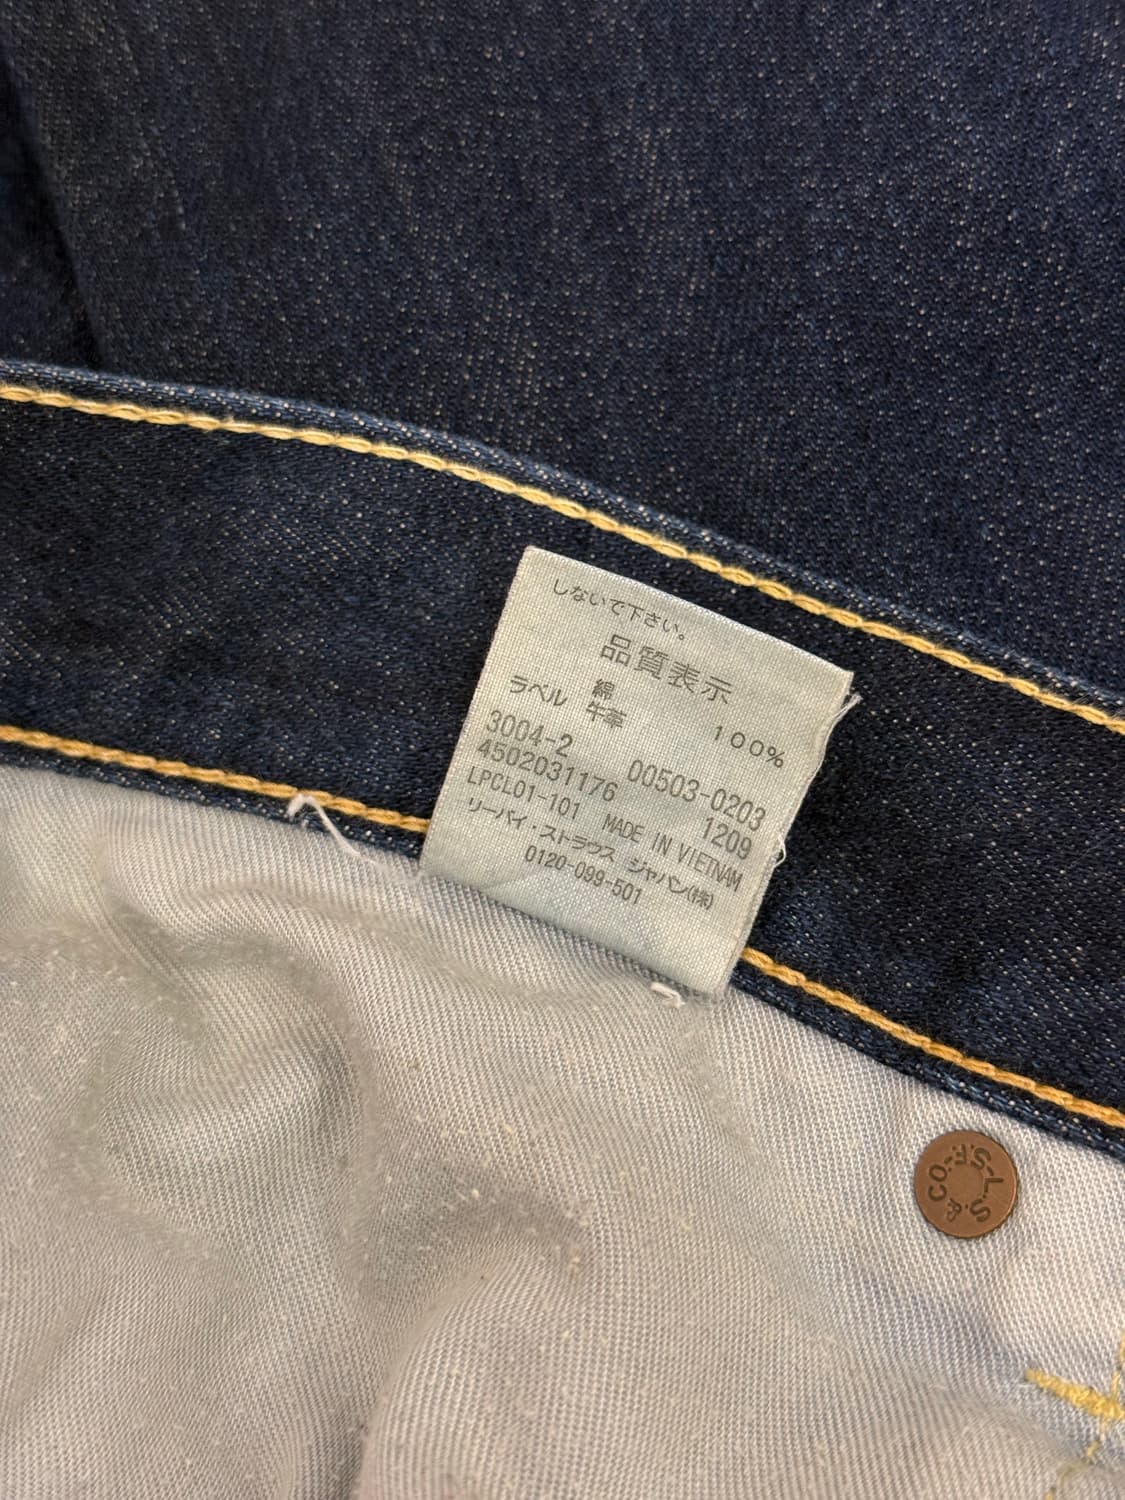 しないで下さい。
品質表示
綿 100%
ラベル 牛革
3004-2 00503-0203
4502031176 1209
LPCL01-101 MADE IN VIETNAM
リーバイ・ストラウス ジャパン(株)
0120-099-501
L.S. & CO-S.F.-